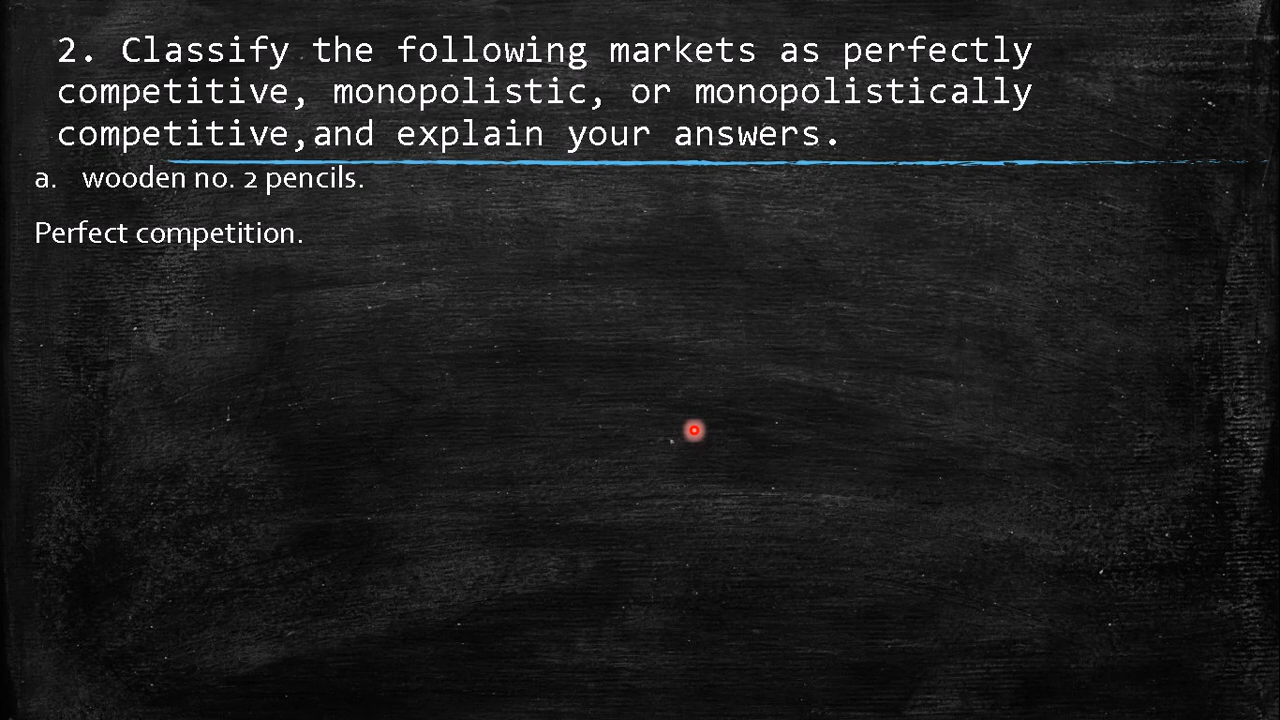 2. Classify the following markets as perfectly
competitive, monopolistic, or monopolistically
competitive,and explain your answers.
a. wooden no. 2 pencils.
Perfect competition.